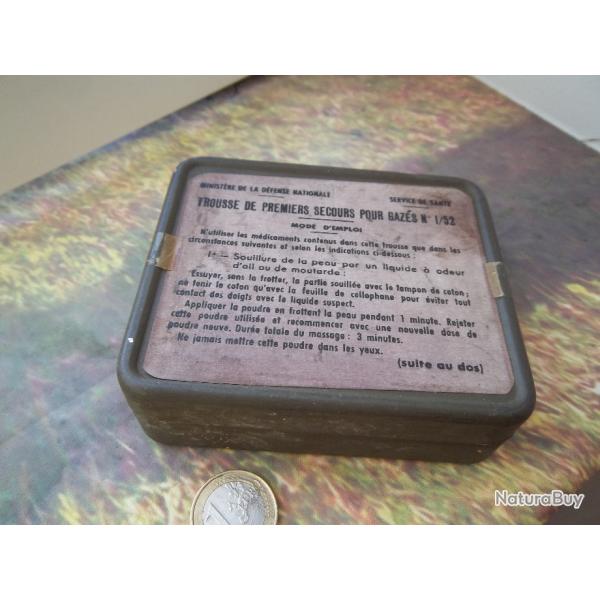 MINISTÈRE DE LA DÉFENSE NATIONALE SERVICE DE SANTÉ
TROUSSE DE PREMIERS SECOURS POUR GAZÉS N° 1/52
MODE D'EMPLOI
N'utiliser les médicaments contenus dans cette trousse que dans les
circonstances suivantes et selon les indications ci-dessous :
1° — Souillure de la peau par un liquide à odeur
d'ail ou de moutarde :
Essuyer, sans la frotter, la partie souillée avec le tampon de coton ;
ne tenir le coton qu'avec la feuille de cellophane pour éviter tout
contact des doigts avec le liquide suspect.
Appliquer la poudre en frottant la peau pendant 1 minute. Rejeter
cette poudre utilisée et recommencer avec une nouvelle dose de
poudre neuve. Durée totale du massage : 3 minutes.
Ne jamais mettre cette poudre dans les yeux.
(suite au dos)
1
NaturaBuy